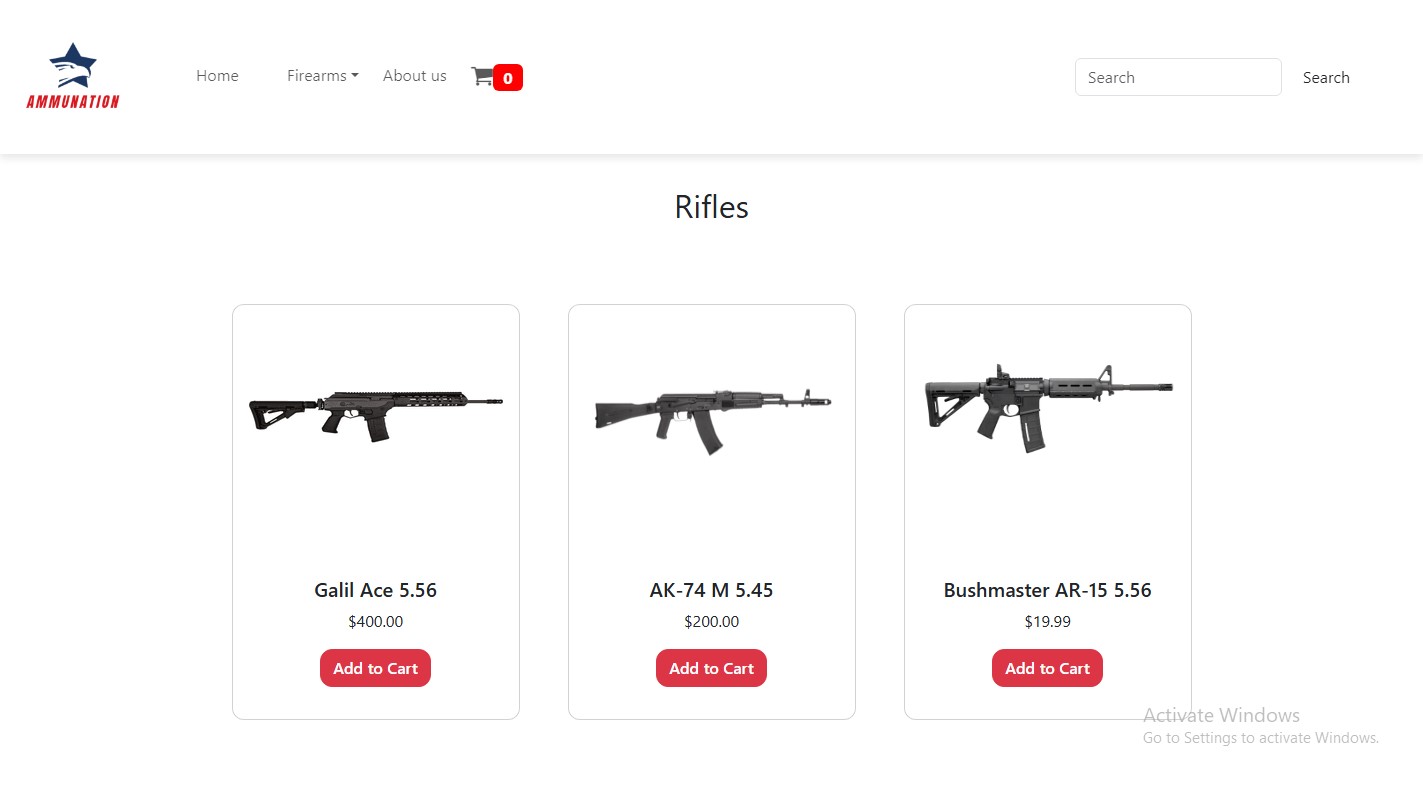 AMMUNATION
Home
Firearms
About us
0
Search
Search
Rifles
Galil Ace 5.56
$400.00
Add to Cart
AK-74 M 5.45
$200.00
Add to Cart
Bushmaster AR-15 5.56
$19.99
Add to Cart
Activate Windows
Go to Settings to activate Windows.